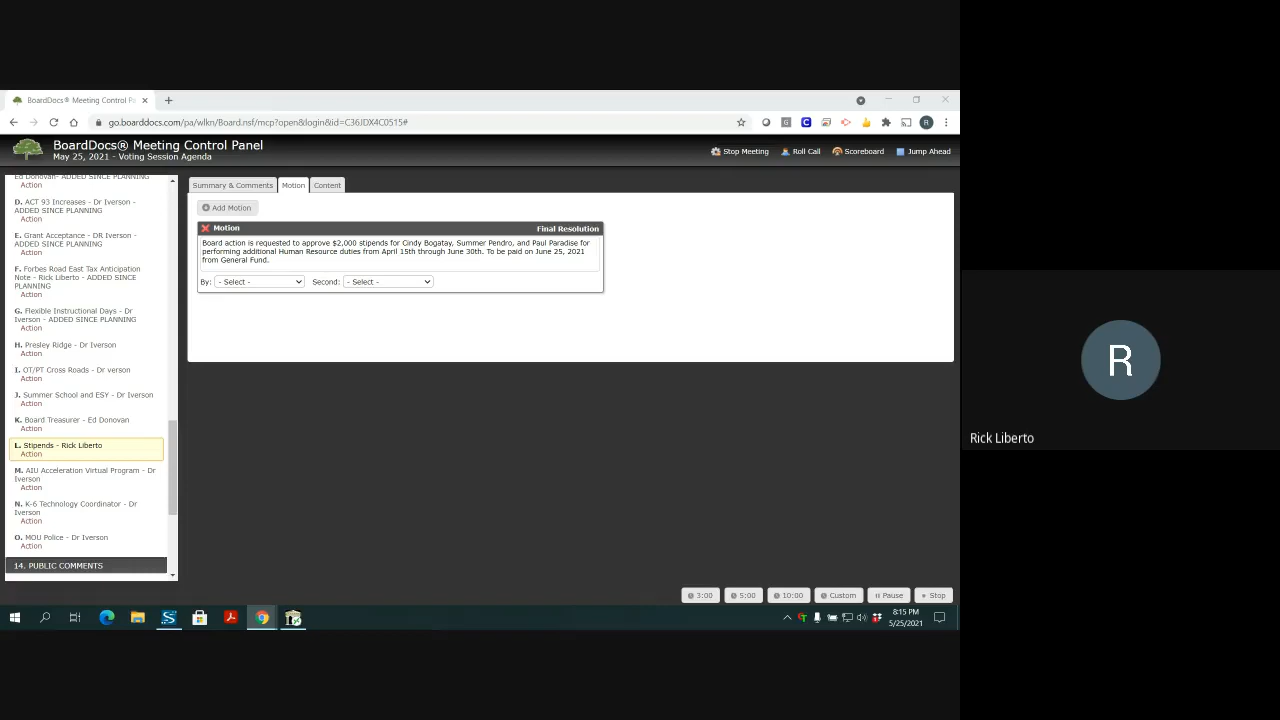 BoardDocs® Meeting Control Pa
go.boarddocs.com/pa/wlkn/Board.nsf/mcp?open&login&id=C36JDX4C0515#
BoardDocs® Meeting Control Panel
May 25, 2021 - Voting Session Agenda
Stop Meeting
Roll Call
Scoreboard
Jump Ahead
Ed Donovan- ADDED SINCE PLANNING
Action
D. ACT 93 Increases - Dr Iverson -
ADDED SINCE PLANNING
Action
E. Grant Acceptance - DR Iverson -
ADDED SINCE PLANNING
Action
F. Forbes Road East Tax Anticipation
Note - Rick Liberto - ADDED SINCE
PLANNING
Action
G. Flexible Instructional Days - Dr
Iverson - ADDED SINCE PLANNING
Action
H. Presley Ridge - Dr Iverson
Action
I. OT/PT Cross Roads - Dr verson
Action
J. Summer School and ESY - Dr Iverson
Action
K. Board Treasurer - Ed Donovan
Action
L. Stipends - Rick Liberto
Action
M. AIU Acceleration Virtual Program - Dr
Iverson
Action
N. K-6 Technology Coordinator - Dr
Iverson
Action
O. MOU Police - Dr Iverson
Action
14. PUBLIC COMMENTS
Summary & Comments
Motion
Content
Add Motion
Motion
Final Resolution
Board action is requested to approve $2,000 stipends for Cindy Bogatay, Summer Pendro, and Paul Paradise for
performing additional Human Resource duties from April 15th through June 30th. To be paid on June 25, 2021
from General Fund.
By: - Select - Second: - Select -
3:00
5:00
10:00
Custom
Pause
Stop
8:15 PM
5/25/2021
R
R
Rick Liberto